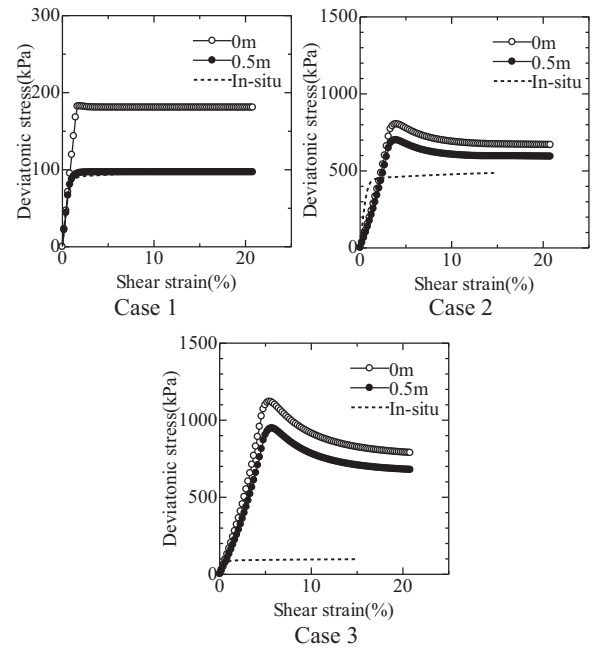 300
0m
0.5m
In-situ
200
100
0
0 10 20
Deviatonic stress(kPa)
Shear strain(%)
Case 1
1500
0m
0.5m
In-situ
1000
500
0
0 10 20
Deviatonic stress(kPa)
Shear strain(%)
Case 2
1500
0m
0.5m
In-situ
1000
500
0
0 10 20
Deviatonic stress(kPa)
Shear strain(%)
Case 3